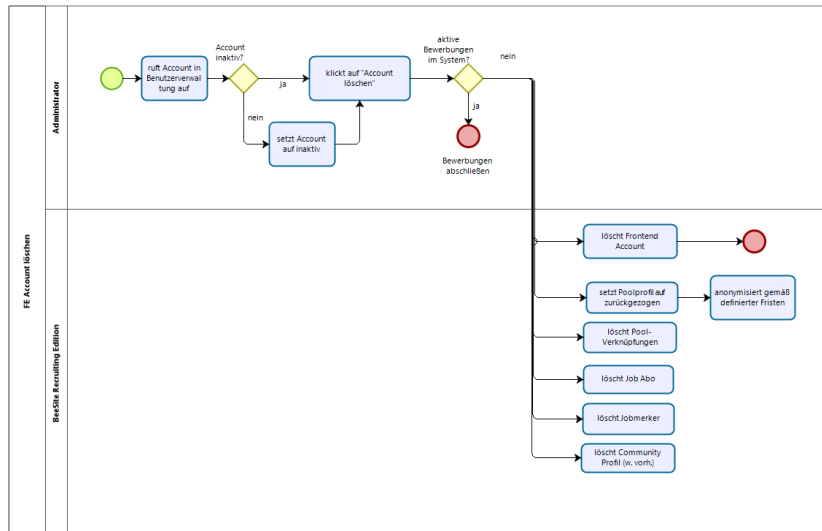 FE Account löschen
Administrator
BeeSite Recruiting Edition
ruft Account in
Benutzerverwal
tung auf
Account
inaktiv?
ja
nein
setzt Account
auf inaktiv
klickt auf "Account
löschen"
aktive
Bewerbungen
im System?
nein
ja
Bewerbungen
abschließen
löscht Frontend
Account
setzt Poolprofil auf
zurückgezogen
anonymisiert gemäß
definierter Fristen
löscht Pool-
Verknüpfungen
löscht Job Abo
löscht Jobmerker
löscht Community
Profil (w. vorh.)